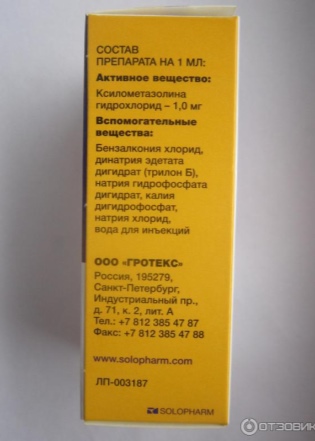 СОСТАВ
ПРЕПАРАТА НА 1 МЛ:
Активное вещество:
Ксилометазолина
гидрохлорид – 1,0 мг
Вспомогательные
вещества:
Бензалкония хлорид,
динатрия эдетата
дигидрат (трилон Б),
натрия гидрофосфата
дигидрат, калия
дигидрофосфат,
натрия хлорид,
вода для инъекций
ООО «ГРОТЕКС»
Россия, 195279,
Санкт-Петербург,
Индустриальный пр.,
д. 71, к. 2, лит. А
Тел.: +7 812 385 47 87
Факс: +7 812 385 47 88
www.solopharm.com
ЛП-003187
SOLOPHARM
ОТЗОВИК